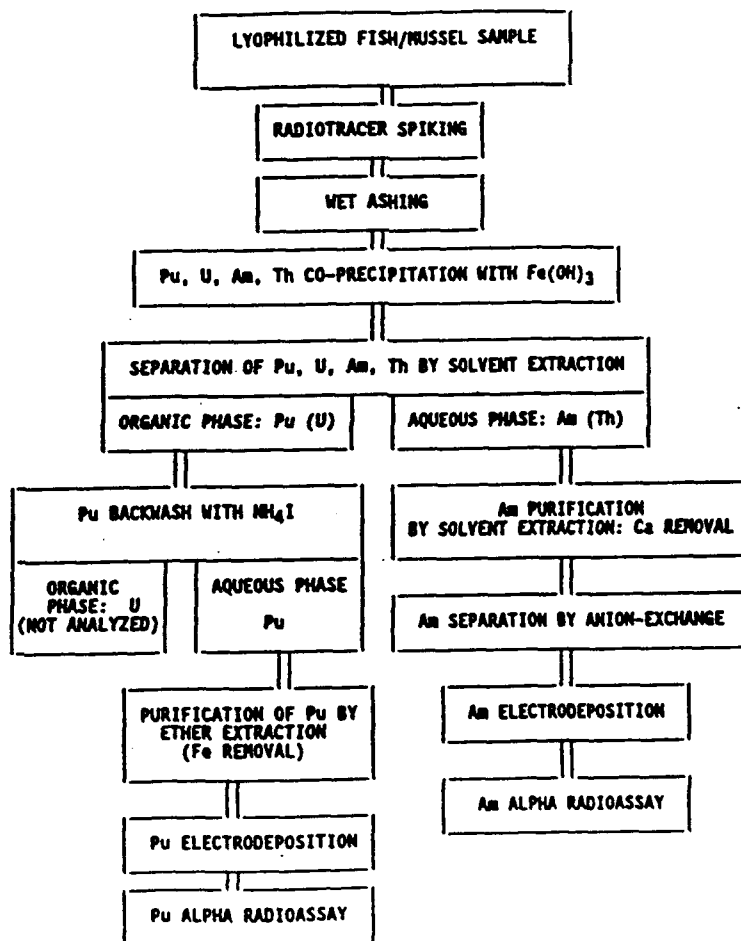 LYOPHILIZED FISH/MUSSEL SAMPLE
RADIOTRACER SPIKING
WET ASHING
Pu, U, Am, Th CO-PRECIPITATION WITH Fe(OH)3
SEPARATION OF Pu, U, Am, Th BY SOLVENT EXTRACTION
ORGANIC PHASE: Pu (U)
AQUEOUS PHASE: Am (Th)
Pu BACKWASH WITH NH4I
ORGANIC
PHASE: U
(NOT ANALYZED)
AQUEOUS PHASE
Pu
PURIFICATION OF Pu BY
ETHER EXTRACTION
(Fe REMOVAL)
Pu ELECTRODEPOSITION
Pu ALPHA RADIOASSAY
Am PURIFICATION
BY SOLVENT EXTRACTION: Ca REMOVAL
Am SEPARATION BY ANION-EXCHANGE
Am ELECTRODEPOSITION
Am ALPHA RADIOASSAY